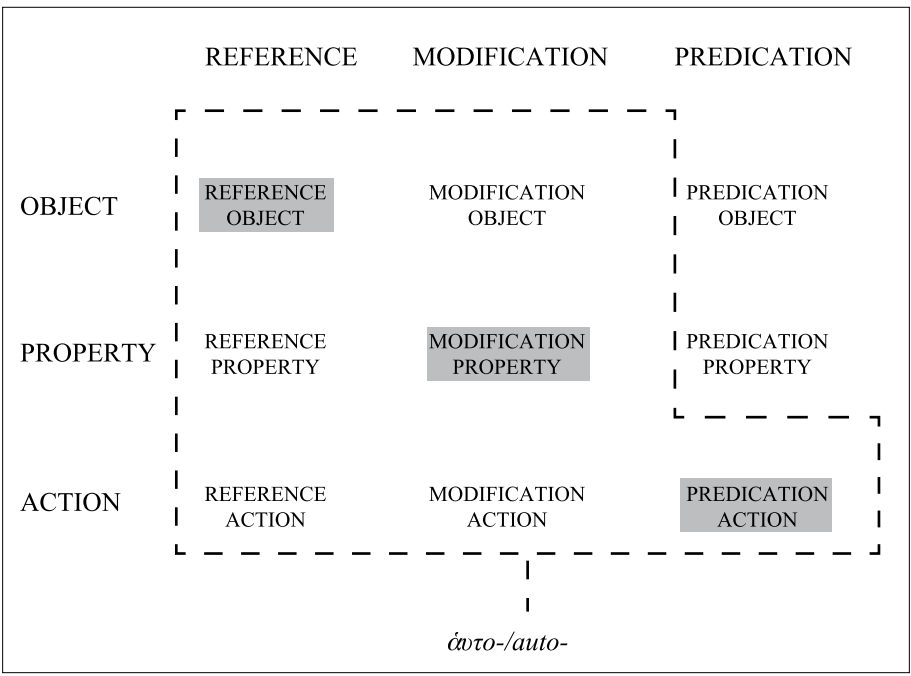 REFERENCE MODIFICATION PREDICATION
OBJECT
REFERENCE OBJECT
MODIFICATION OBJECT
PREDICATION OBJECT
PROPERTY
REFERENCE PROPERTY
MODIFICATION PROPERTY
PREDICATION PROPERTY
ACTION
REFERENCE ACTION
MODIFICATION ACTION
PREDICATION ACTION
ἁυτο-/auto-